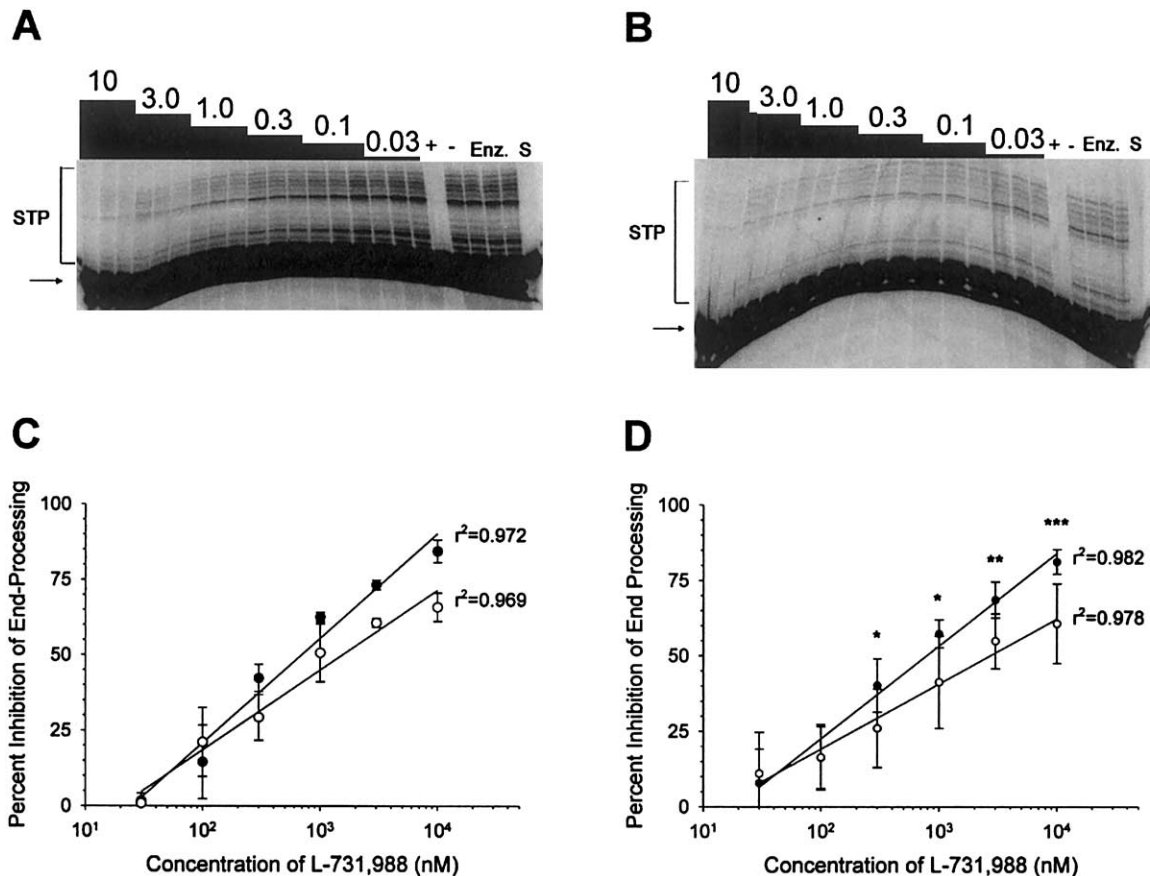 A
10
3.0
1.0
0.3
0.1
0.03
+ - Enz. S
STP
B
10
3.0
1.0
0.3
0.1
0.03
+ - Enz. S
STP
C
Percent Inhibition of End-Processing
100
75
50
25
0
r²=0.972
r²=0.969
10¹ 10² 10³ 10⁴
Concentration of L-731,988 (nM)
D
Percent Inhibition of End Processing
100
75
50
25
0
*
*
**
***
r²=0.982
r²=0.978
10¹ 10² 10³ 10⁴
Concentration of L-731,988 (nM)